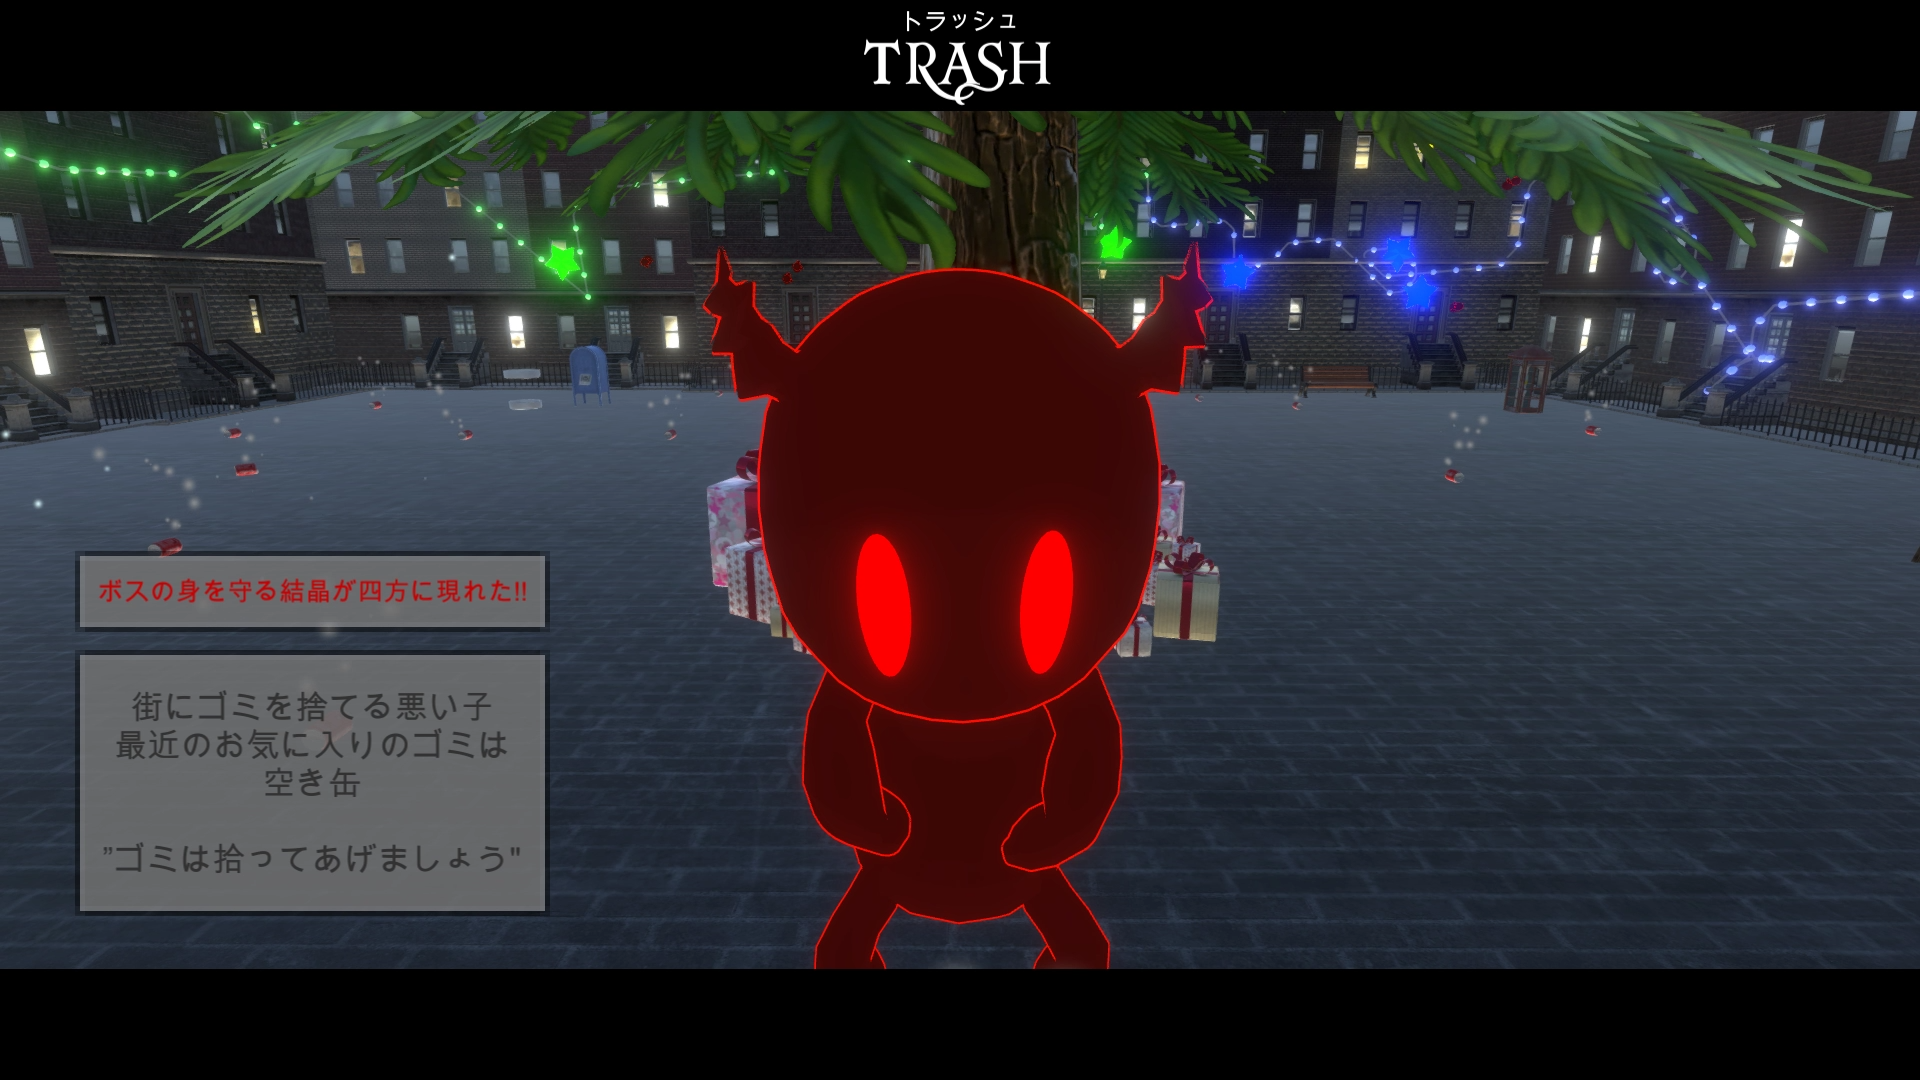 トラッシュ
TRASH
ボスの身を守る結晶が四方に現れた!!
街にゴミを捨てる悪い子
最近のお気に入りのゴミは
空き缶
”ゴミは拾ってあげましょう"